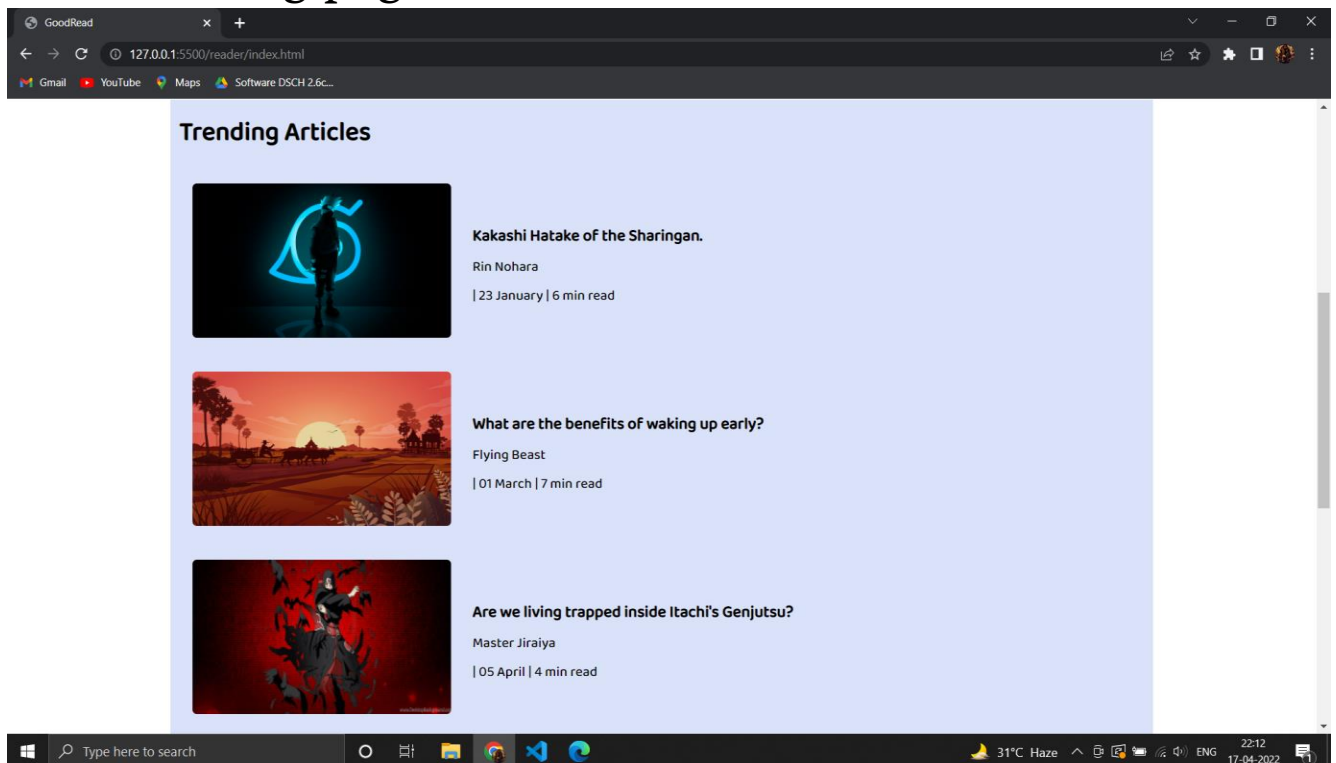 GoodRead
127.0.0.1:5500/reader/index.html
Gmail YouTube Maps Software DSCH 2.6c...
Trending Articles
Kakashi Hatake of the Sharingan.
Rin Nohara
| 23 January | 6 min read
What are the benefits of waking up early?
Flying Beast
| 01 March | 7 min read
Are we living trapped inside Itachi's Genjutsu?
Master Jiraiya
| 05 April | 4 min read
Type here to search
31°C Haze
ENG
22:12
17-04-2022